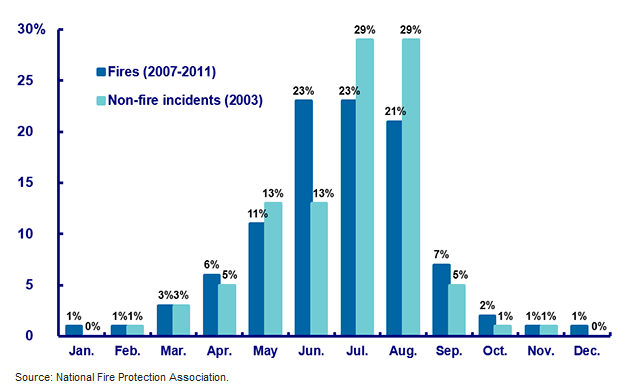 30%
25
20
15
10
5
0
Fires (2007-2011)
Non-fire incidents (2003)
1% 0% 1% 1% 3% 3% 6% 5% 11% 13% 23% 13% 23% 29% 21% 29% 7% 5% 2% 1% 1% 1% 1% 0%
Jan. Feb. Mar. Apr. May Jun. Jul. Aug. Sep. Oct. Nov. Dec.
Source: National Fire Protection Association.